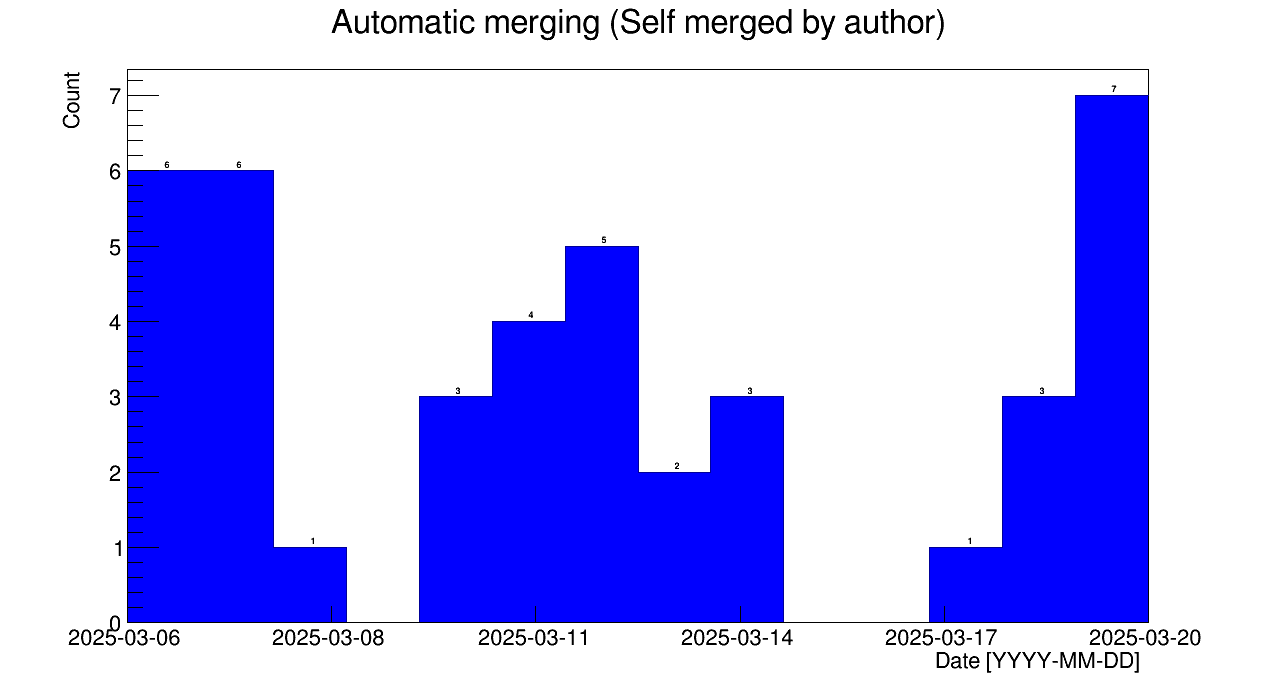 Automatic merging (Self merged by author)
Count
7
6
5
4
3
2
1
0
6 6 1 3 4 5 2 3 1 3 7
2025-03-06 2025-03-08 2025-03-11 2025-03-14 2025-03-17 2025-03-20
Date [YYYY-MM-DD]